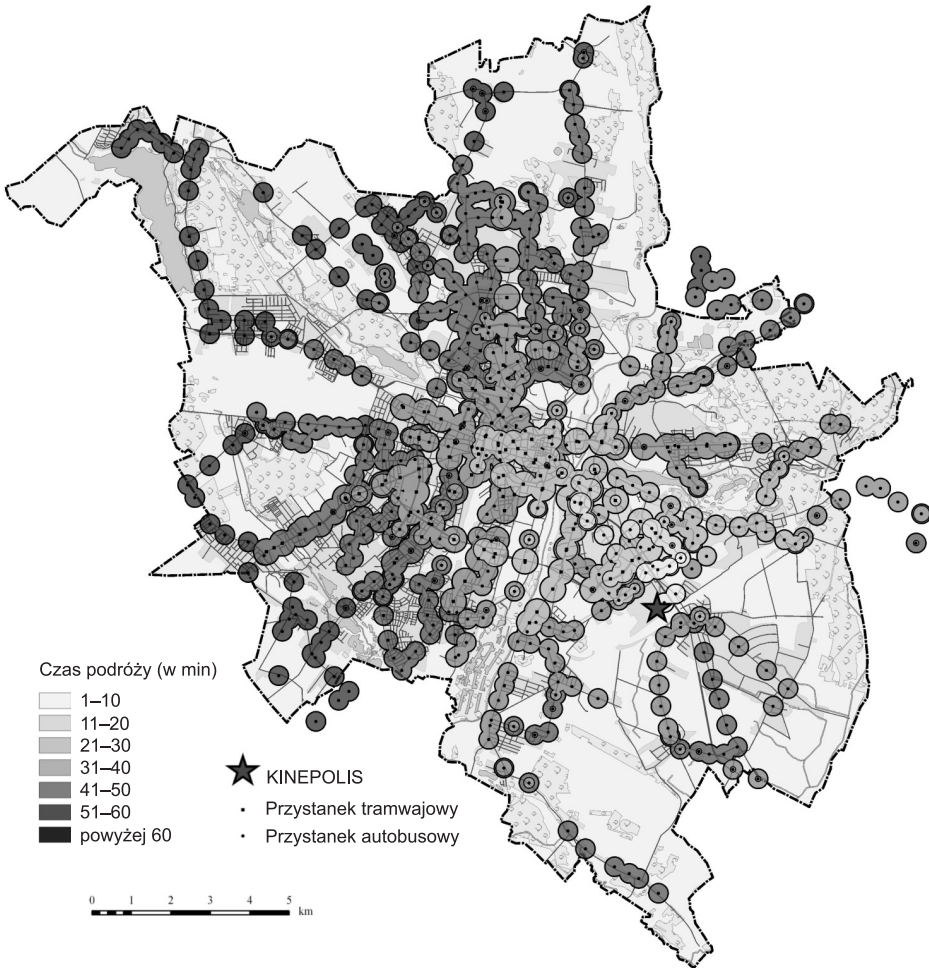 Czas podróży (w min)
1–10
11–20
21–30
31–40
41–50
51–60
powyżej 60
KINEPOLIS
Przystanek tramwajowy
Przystanek autobusowy
0 1 2 3 4 5
km